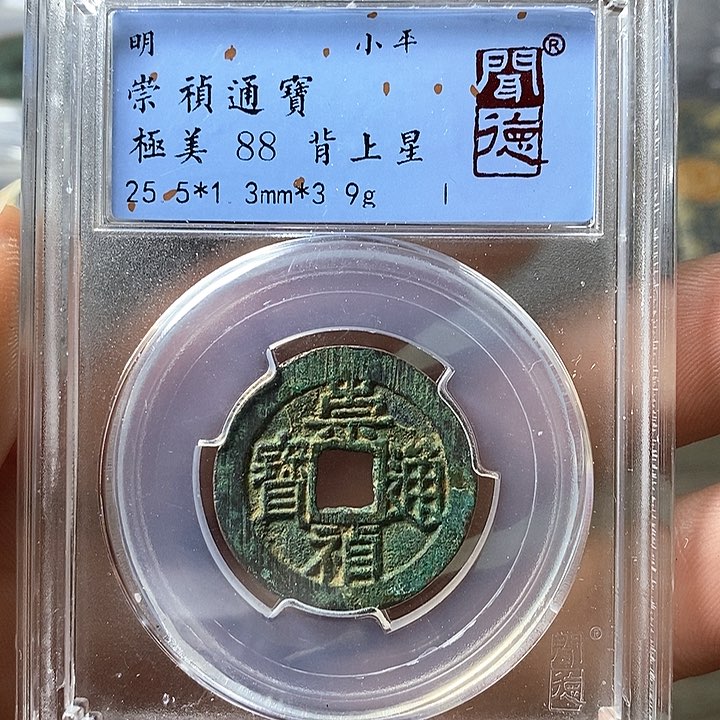 明 小平
崇禎通寶
極美 88 背上星
25.5*1.3mm*3.9g
聞德®
崇禎通寶
聞德®